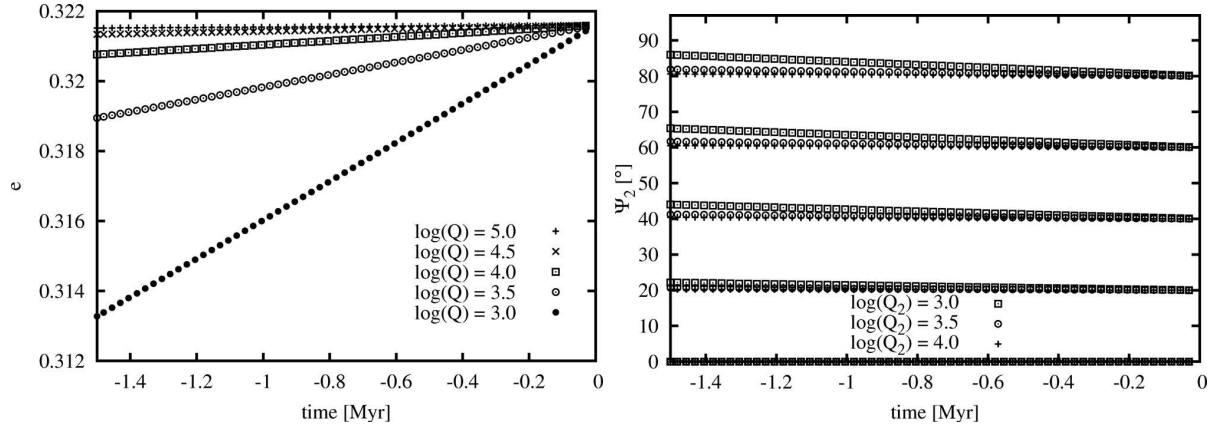 0.322
0.32
0.318
0.316
0.314
0.312
e
log(Q) = 5.0
log(Q) = 4.5
log(Q) = 4.0
log(Q) = 3.5
log(Q) = 3.0
-1.4 -1.2 -1 -0.8 -0.6 -0.4 -0.2 0
time [Myr]
90
80
70
60
50
40
30
20
10
0
Ψ₂ [°]
log(Q₂) = 3.0
log(Q₂) = 3.5
log(Q₂) = 4.0
-1.4 -1.2 -1 -0.8 -0.6 -0.4 -0.2 0
time [Myr]